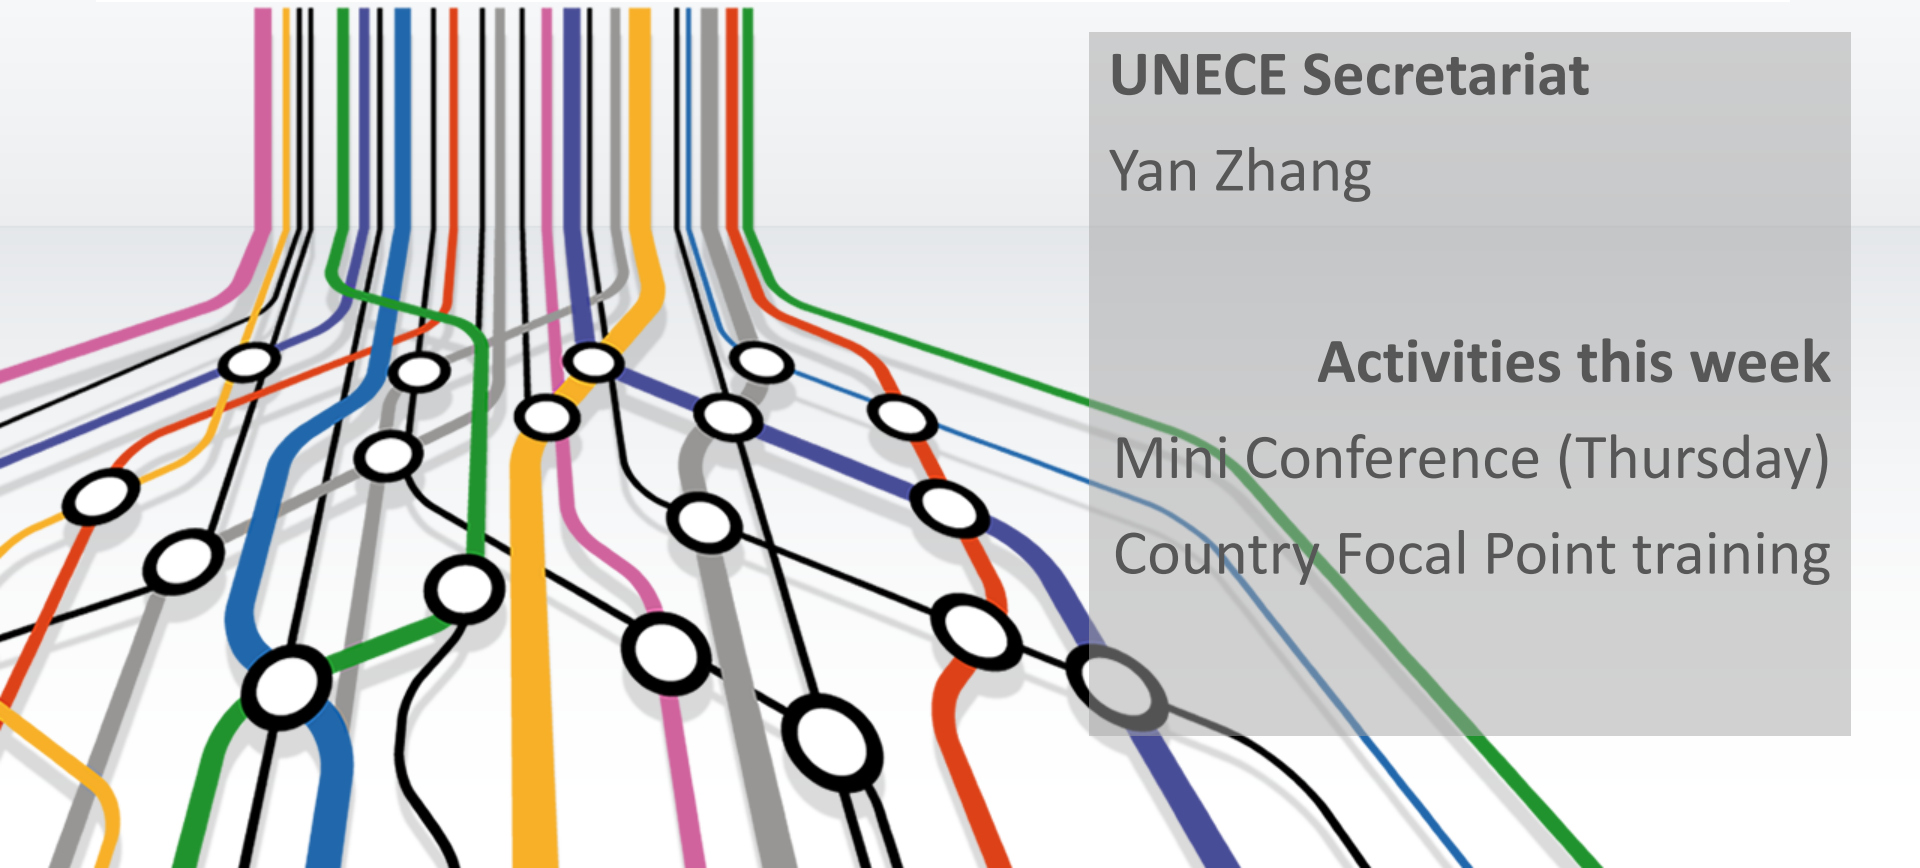 UNECE Secretariat
Yan Zhang
Activities this week
Mini Conference (Thursday)
Country Focal Point training